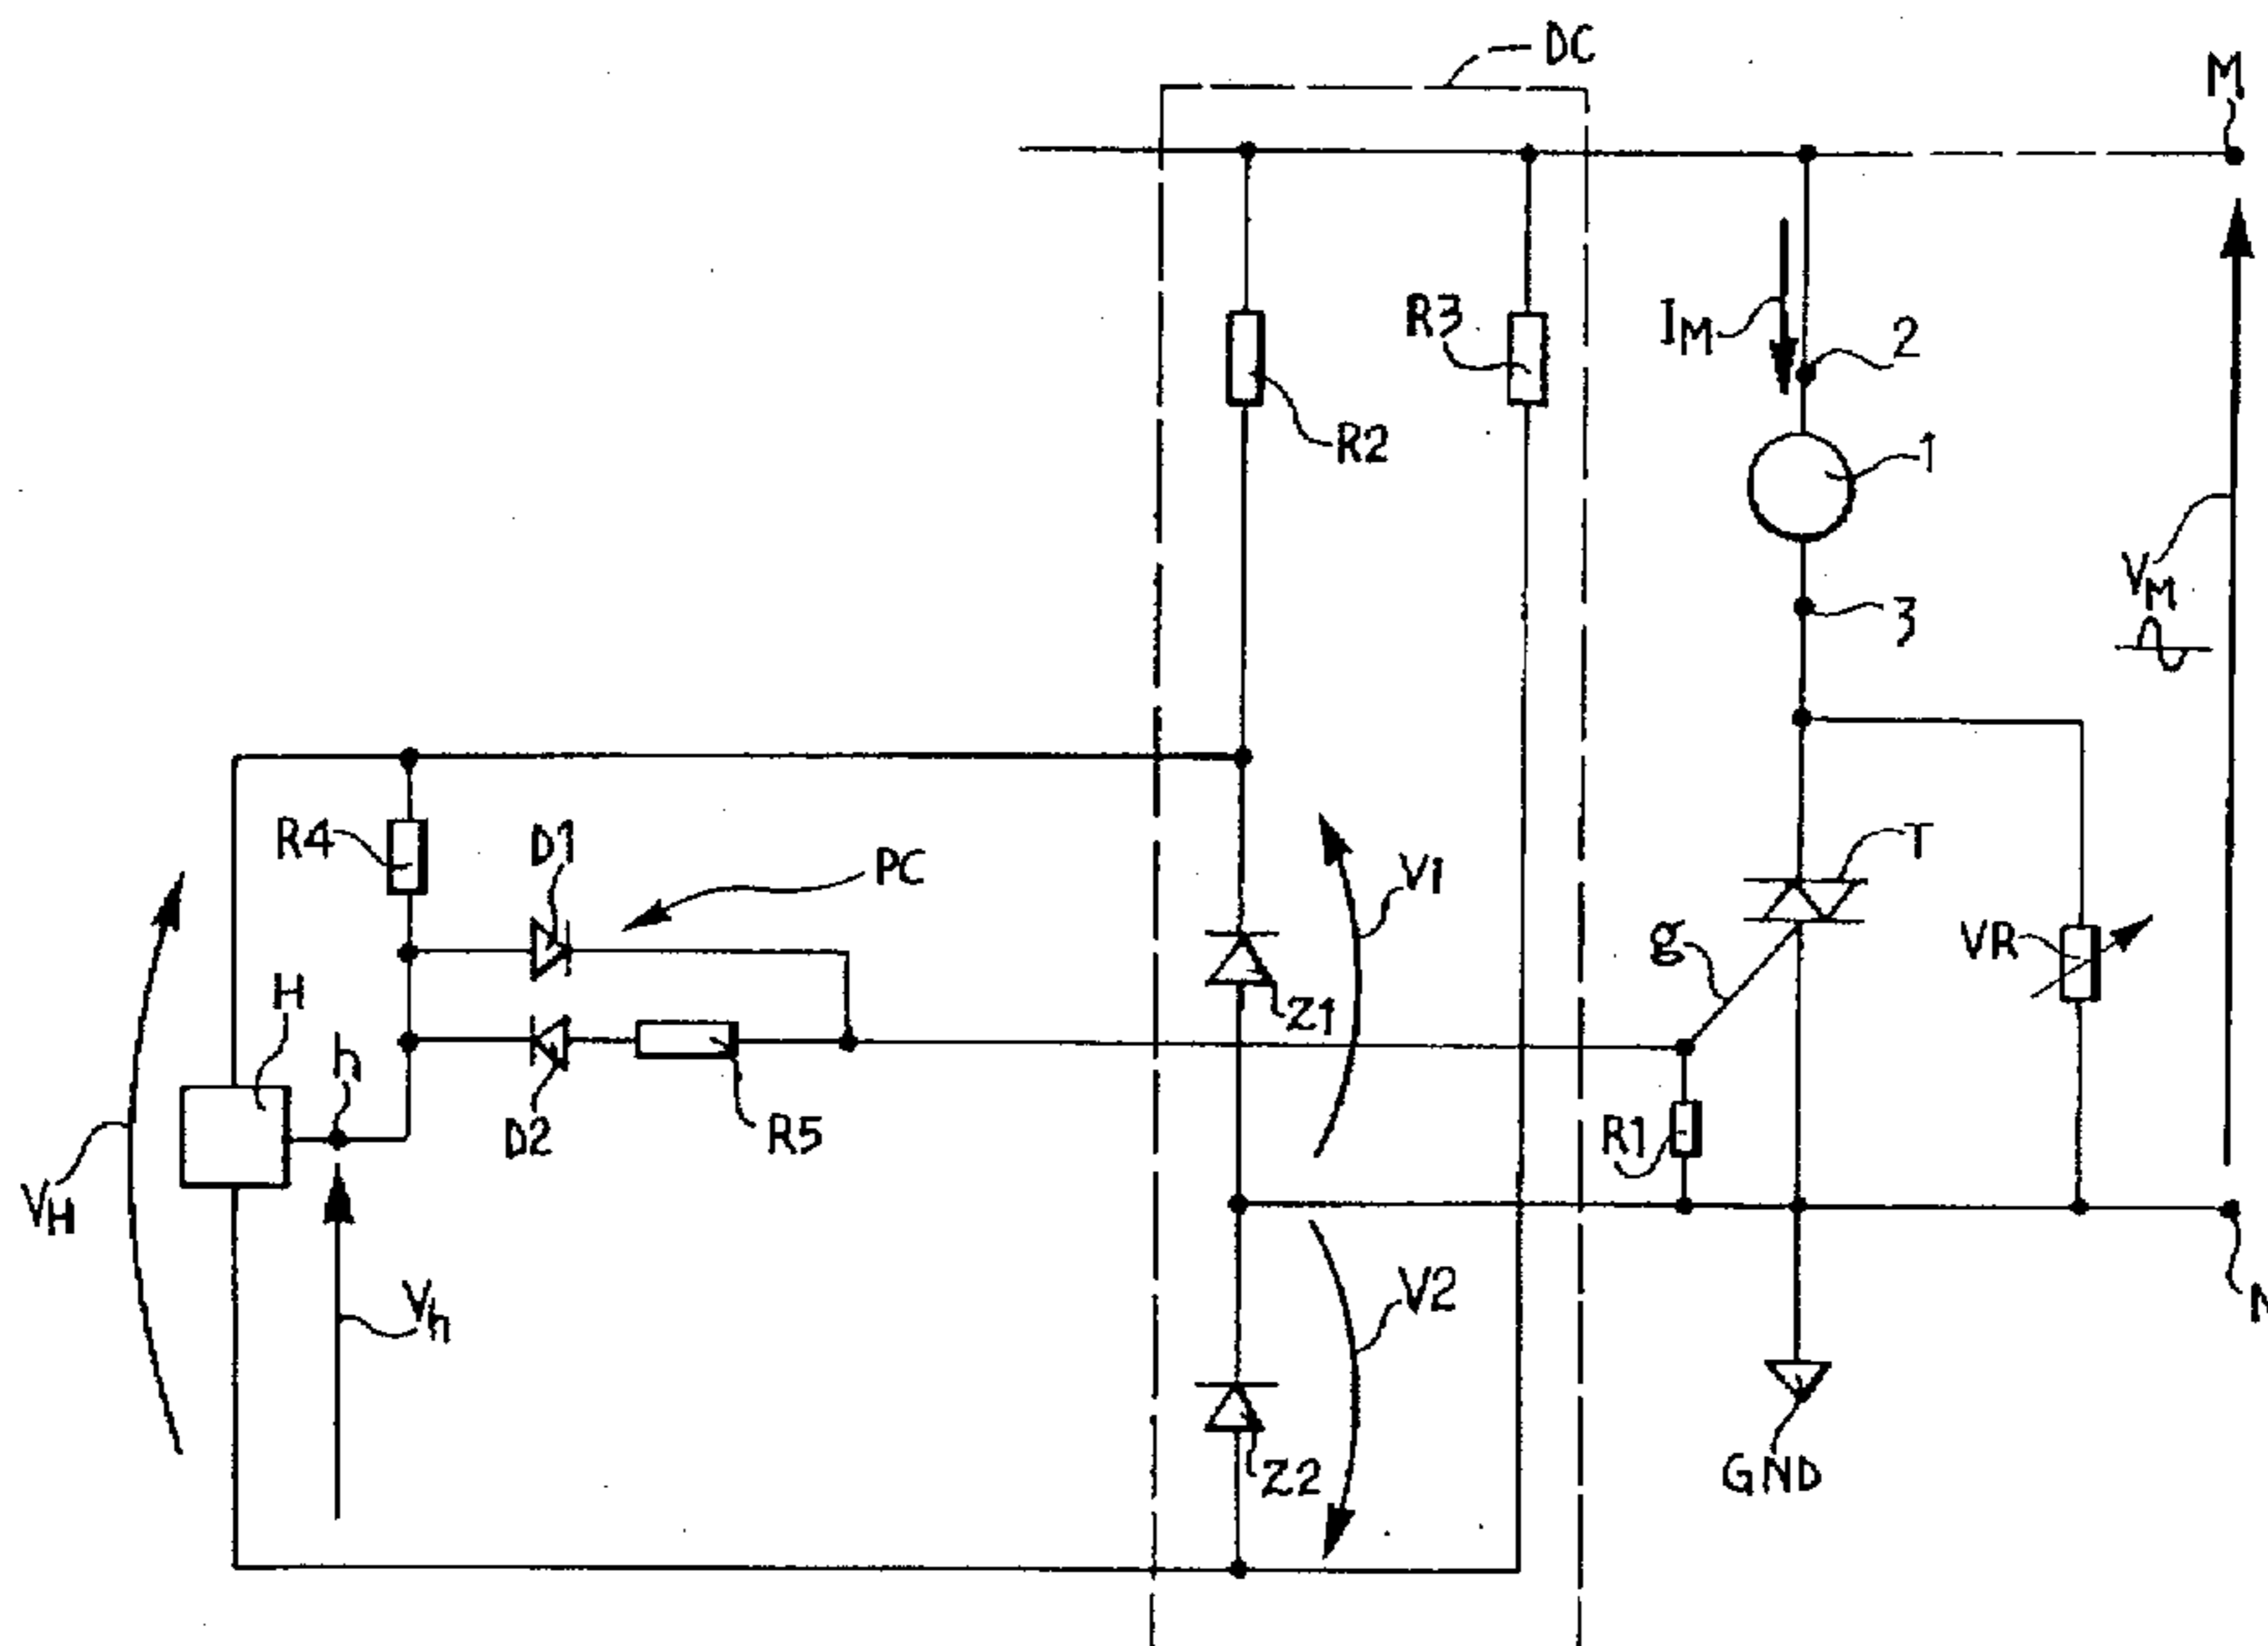 DC
M
R3
IM
2
R2
1
VM
3
R4
D1
PC
V1
T
g
VR
H
h
Z1
D2
R5
R1
VH
Vh
V2
N
Z2
GND